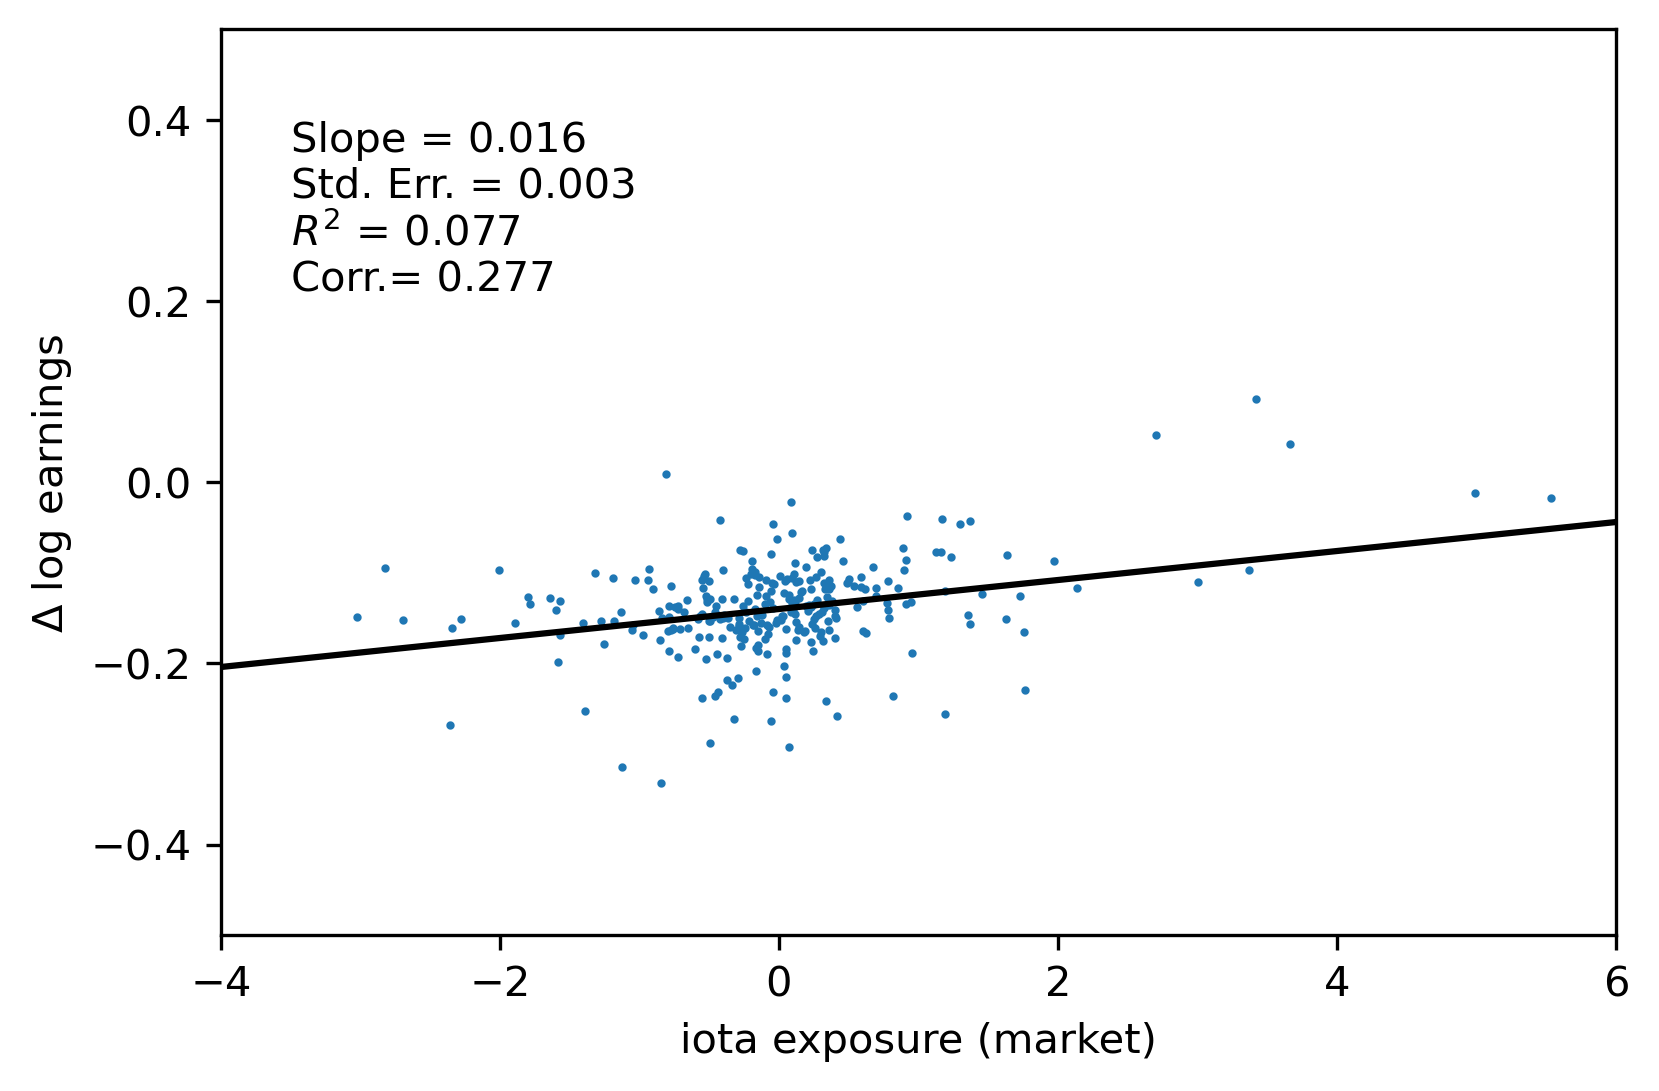 Slope = 0.016
Std. Err. = 0.003
R² = 0.077
Corr.= 0.277
Δ log earnings
0.4
0.2
0.0
−0.2
−0.4
−4
−2
0
2
4
6
iota exposure (market)